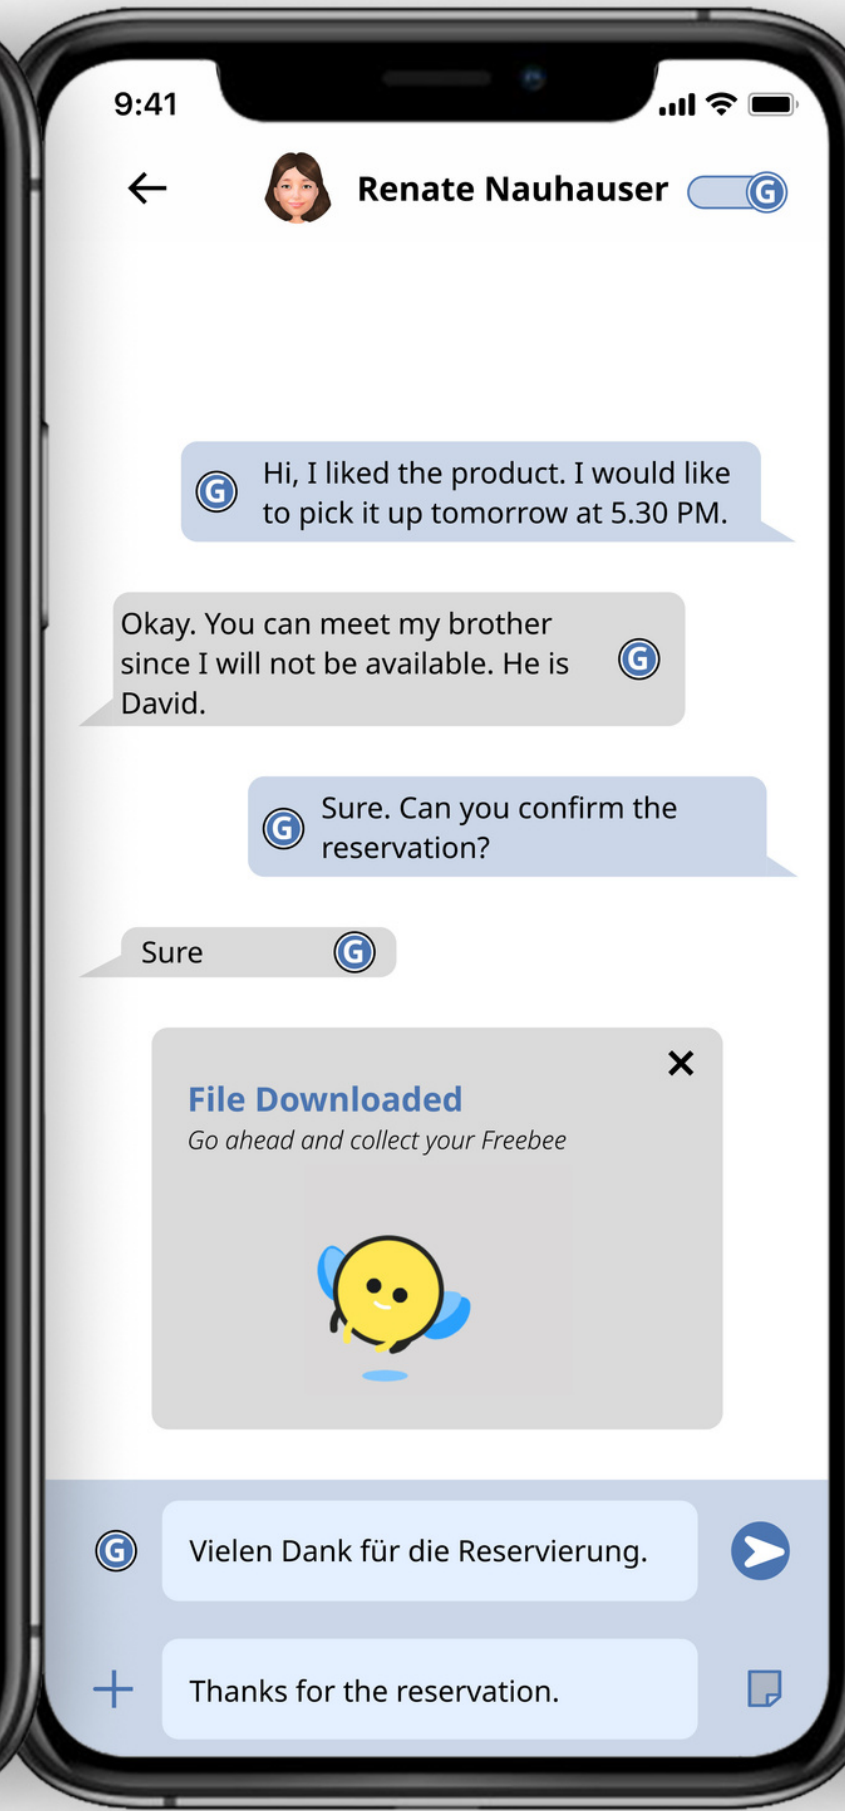 9:41
Renate Nauhauser G
G Hi, I liked the product. I would like
to pick it up tomorrow at 5.30 PM.
Okay. You can meet my brother
since I will not be available. He is G
David.
G Sure. Can you confirm the
reservation?
Sure G
File Downloaded
Go ahead and collect your Freebee
G Vielen Dank für die Reservierung.
Thanks for the reservation.